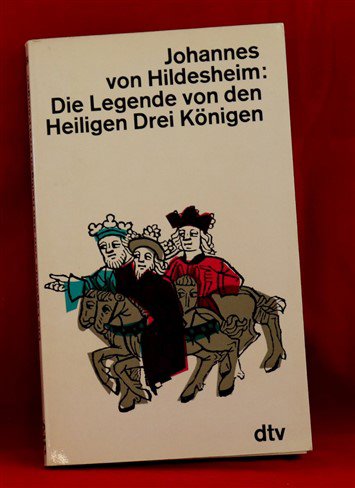 Johannes
von Hildesheim:
Die Legende von den
Heiligen Drei Königen
dtv